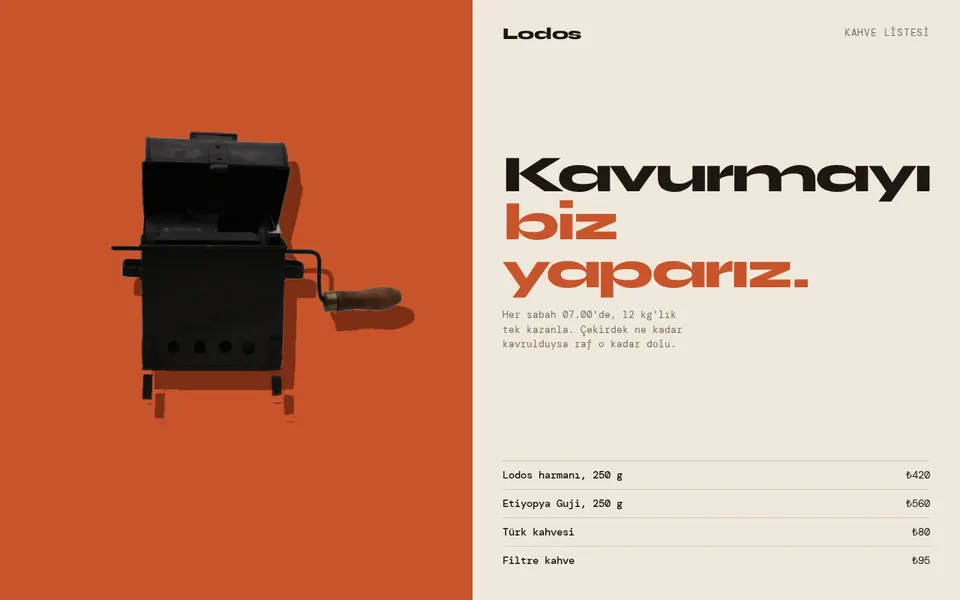 Lodos
KAHVE LİSTESİ
Kavurmayı
biz
yaparız.
Her sabah 07.00'de, 12 kg'lık
tek kazanla. Çekirdek ne kadar
kavrulduysa raf o kadar dolu.
Lodos harmanı, 250 g ₺420
Etiyopya Guji, 250 g ₺560
Türk kahvesi ₺80
Filtre kahve ₺95